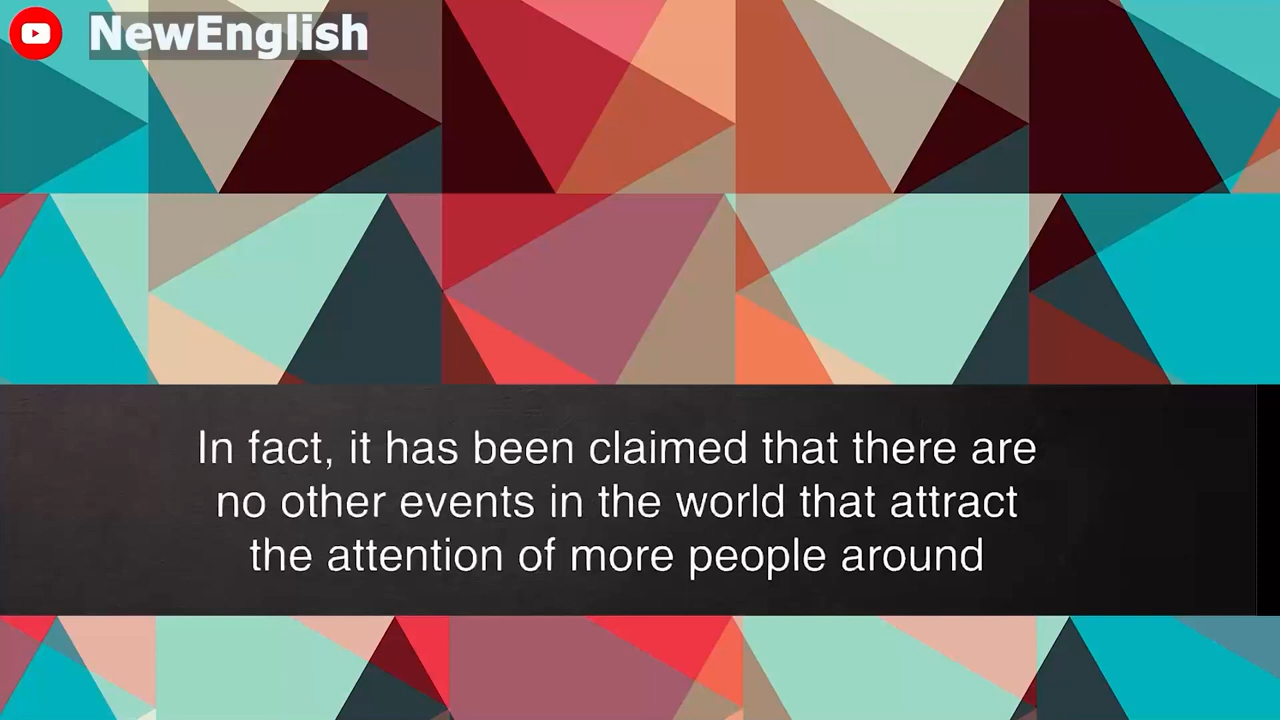 NewEnglish
In fact, it has been claimed that there are
no other events in the world that attract
the attention of more people around